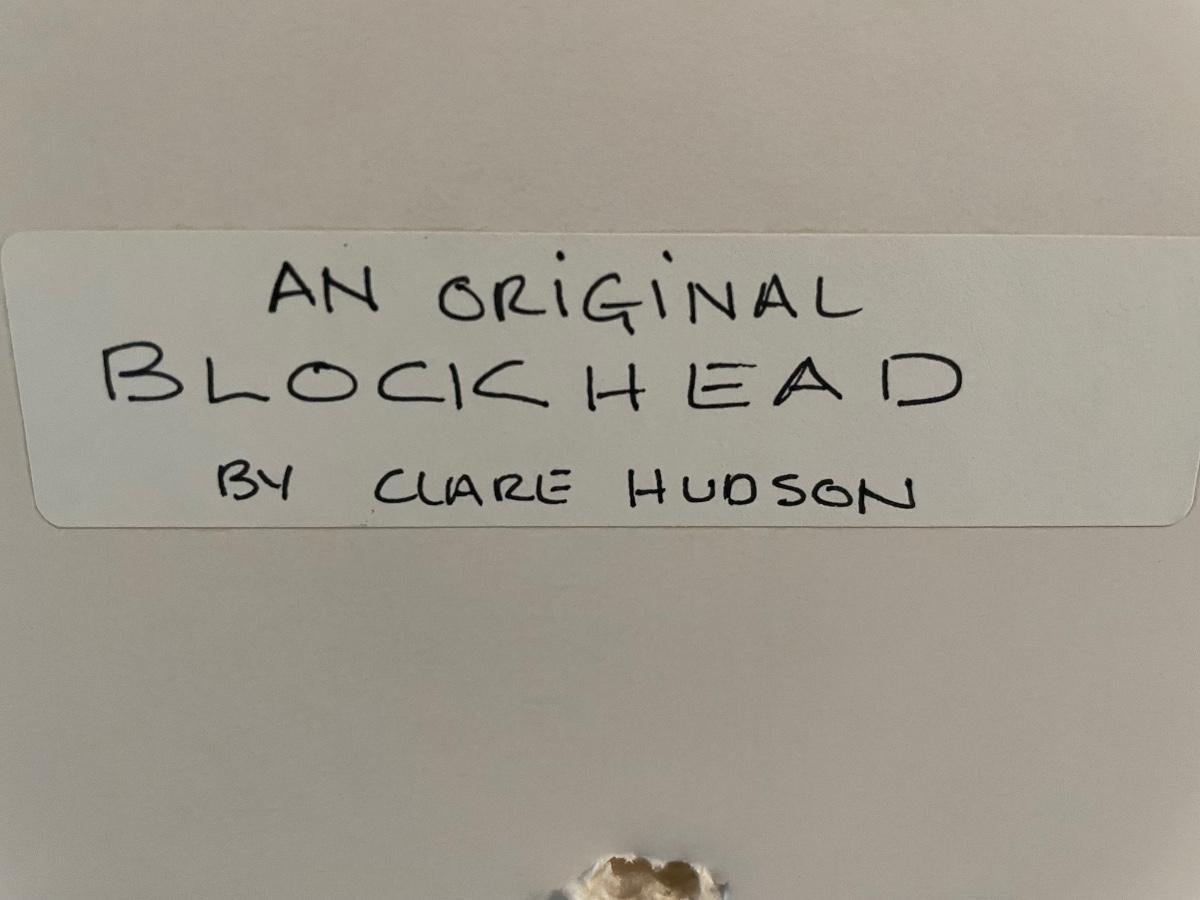 AN ORiGiNAL
BLOCKHEAD
BY CLARE HUDSON